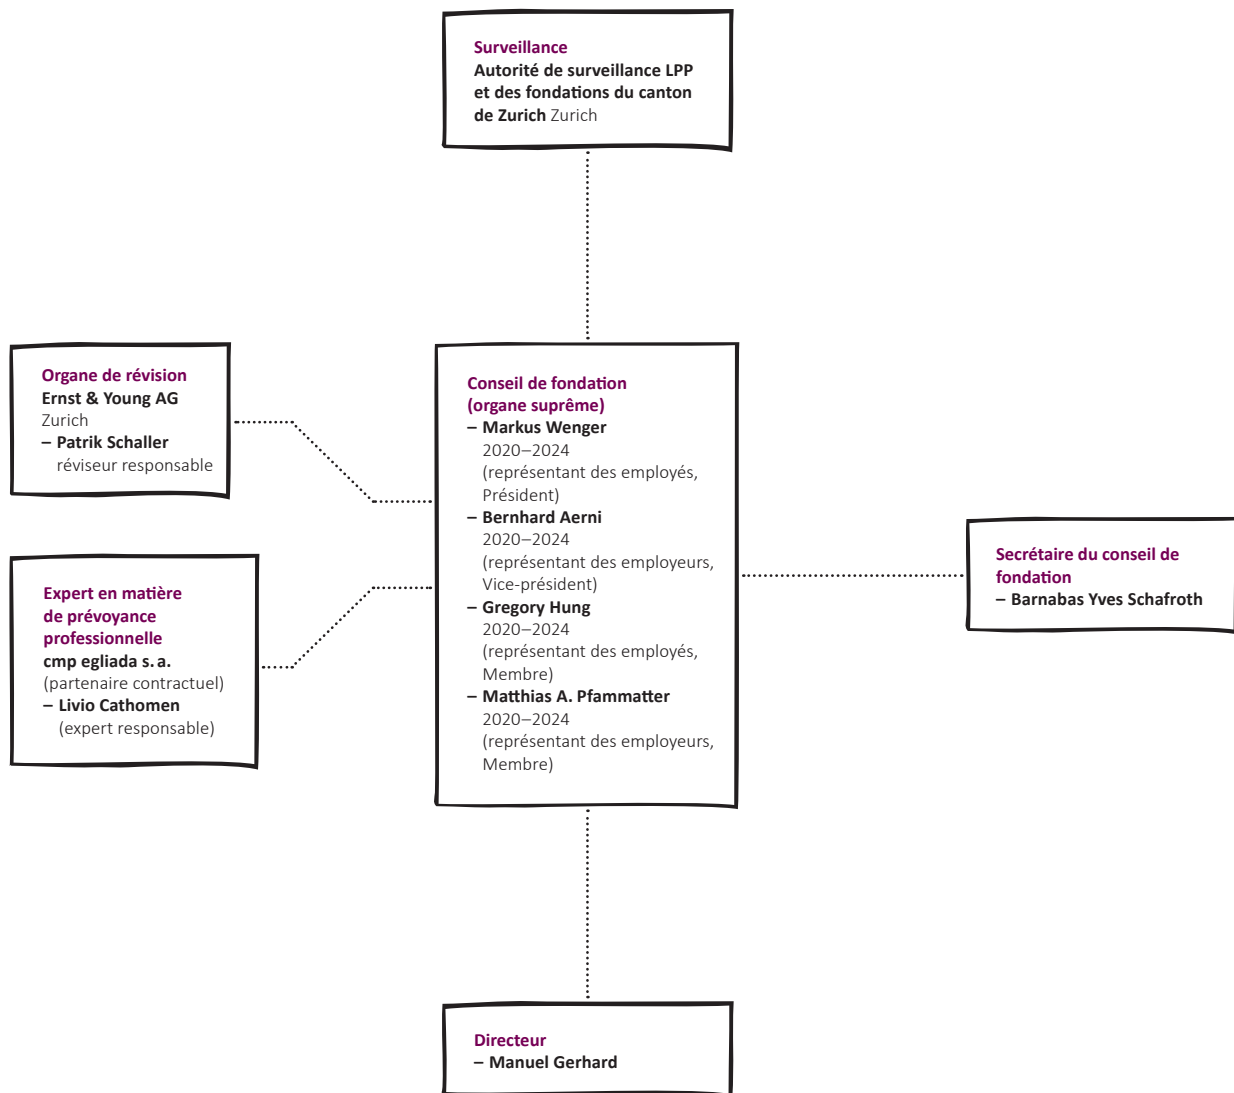 Surveillance
Autorité de surveillance LPP
et des fondations du canton
de Zurich Zurich
Organe de révision
Ernst & Young AG
Zurich
– Patrik Schaller
réviseur responsable
Expert en matière
de prévoyance
professionnelle
cmp egliada s. a.
(partenaire contractuel)
– Livio Cathomen
(expert responsable)
Conseil de fondation
(organe suprême)
– Markus Wenger
2020–2024
(représentant des employés,
Président)
– Bernhard Aerni
2020–2024
(représentant des employeurs,
Vice-président)
– Gregory Hung
2020–2024
(représentant des employés,
Membre)
– Matthias A. Pfammatter
2020–2024
(représentant des employeurs,
Membre)
Secrétaire du conseil de
fondation
– Barnabas Yves Schafroth
Directeur
– Manuel Gerhard